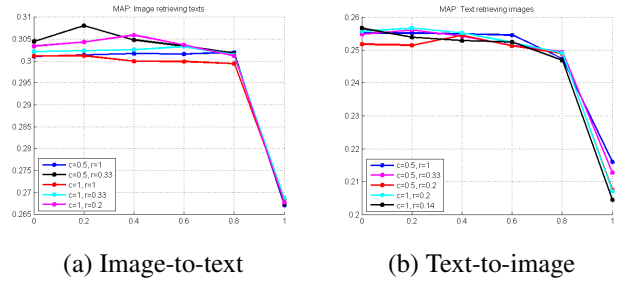 MAP: Image retrieving texts
0.31
0.305
0.3
0.295
0.29
0.285
0.28
0.275
0.27
0.265
0
0.2
0.4
0.6
0.8
1
c=0.5, r=1
c=0.5, r=0.33
c=1, r=1
c=1, r=0.33
c=1, r=0.2
(a) Image-to-text
MAP: Text retrieving images
0.26
0.25
0.24
0.23
0.22
0.21
0.2
0
0.2
0.4
0.6
0.8
1
c=0.5, r=1
c=0.5, r=0.33
c=0.5, r=0.2
c=1, r=0.2
c=1, r=0.14
(b) Text-to-image